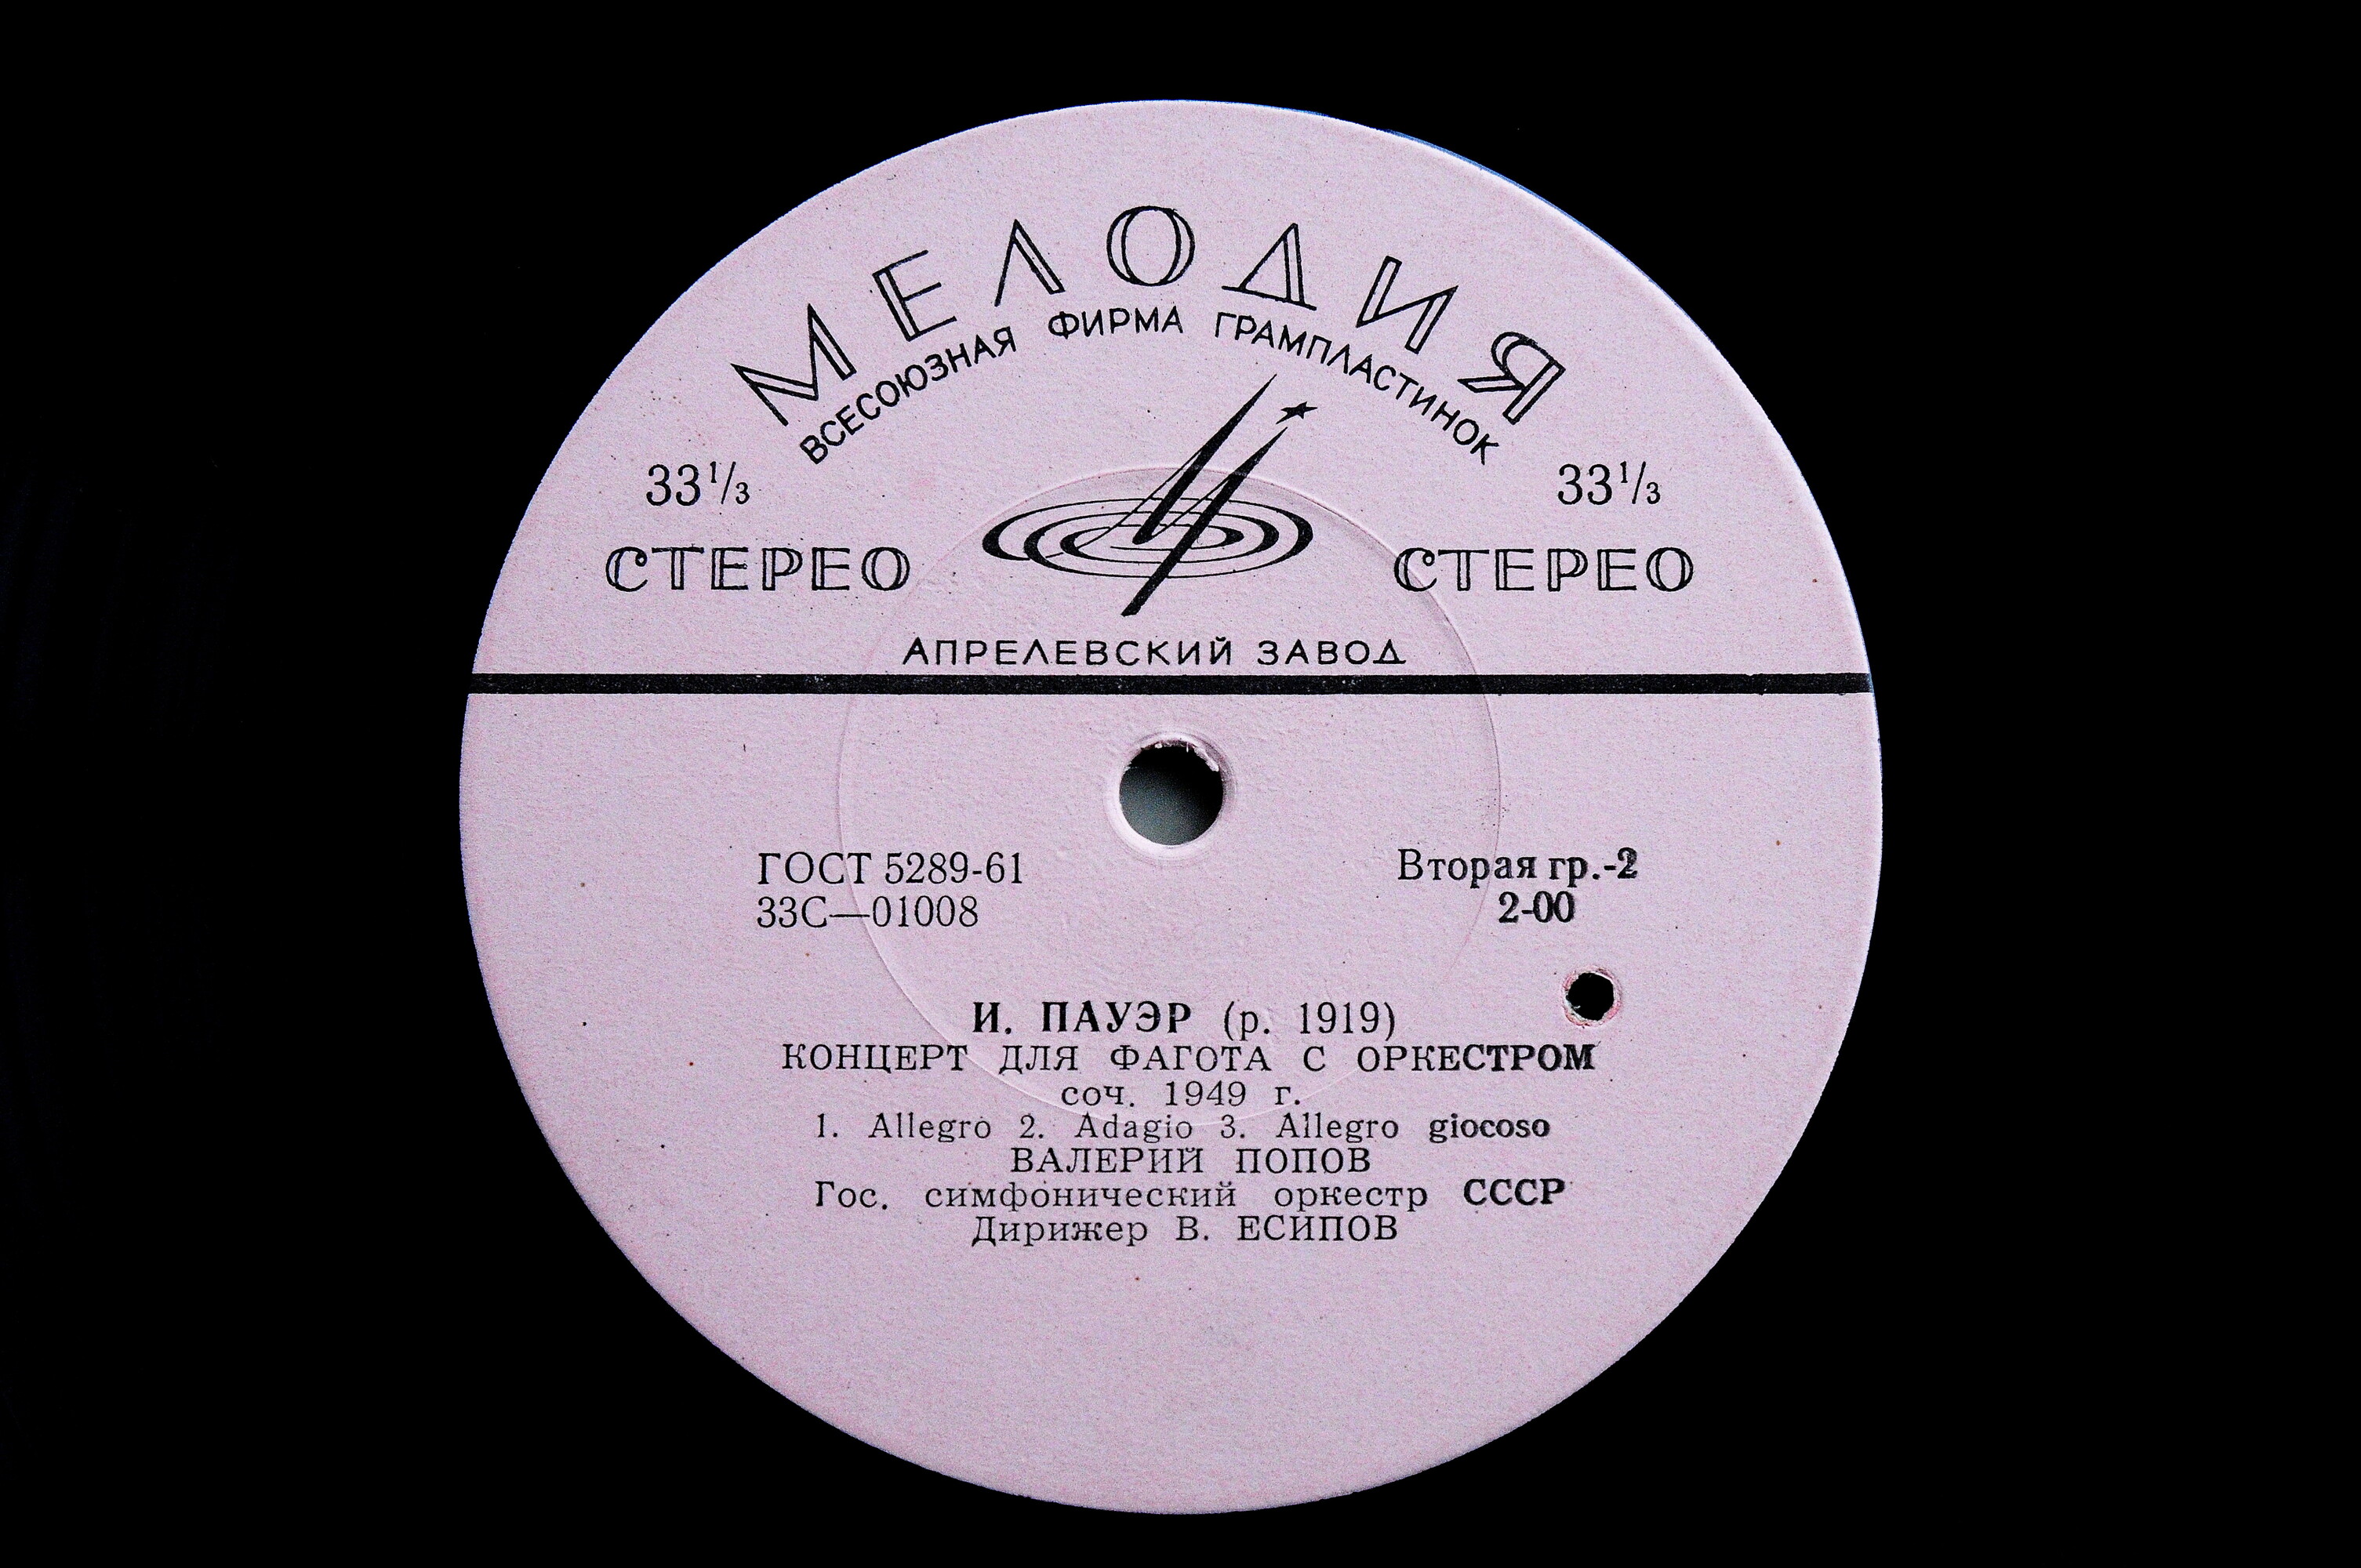 МЕЛОДИЯ
ВСЕСОЮЗНАЯ ФИРМА ГРАМПЛАСТИНОК
33⅓ 33⅓
СТЕРЕО СТЕРЕО
АПРЕЛЕВСКИЙ ЗАВОД
ГОСТ 5289-61 Вторая гр.-2
33С—01008 2-00
И. ПАУЭР (р. 1919)
КОНЦЕРТ ДЛЯ ФАГОТА С ОРКЕСТРОМ
соч. 1949 г.
1. Allegro 2. Adagio 3. Allegro giocoso
ВАЛЕРИЙ ПОПОВ
Гос. симфонический оркестр СССР
Дирижер В. ЕСИПОВ